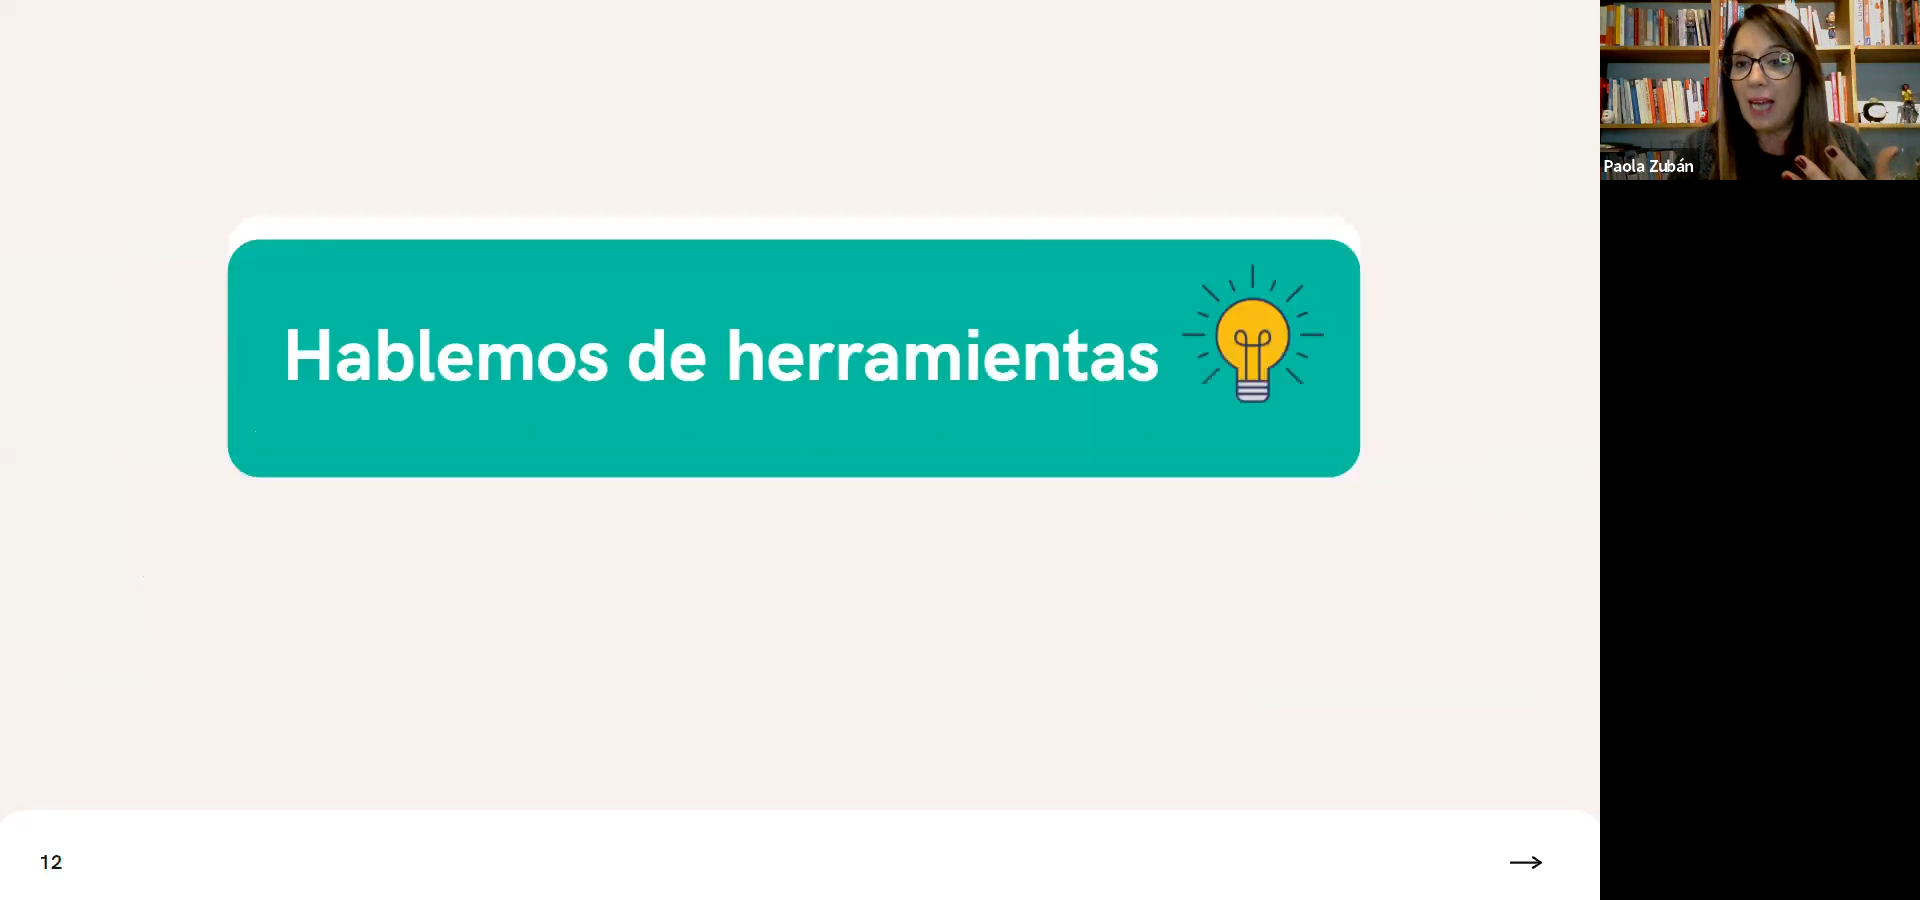 Hablemos de herramientas
Paola Zubán
12